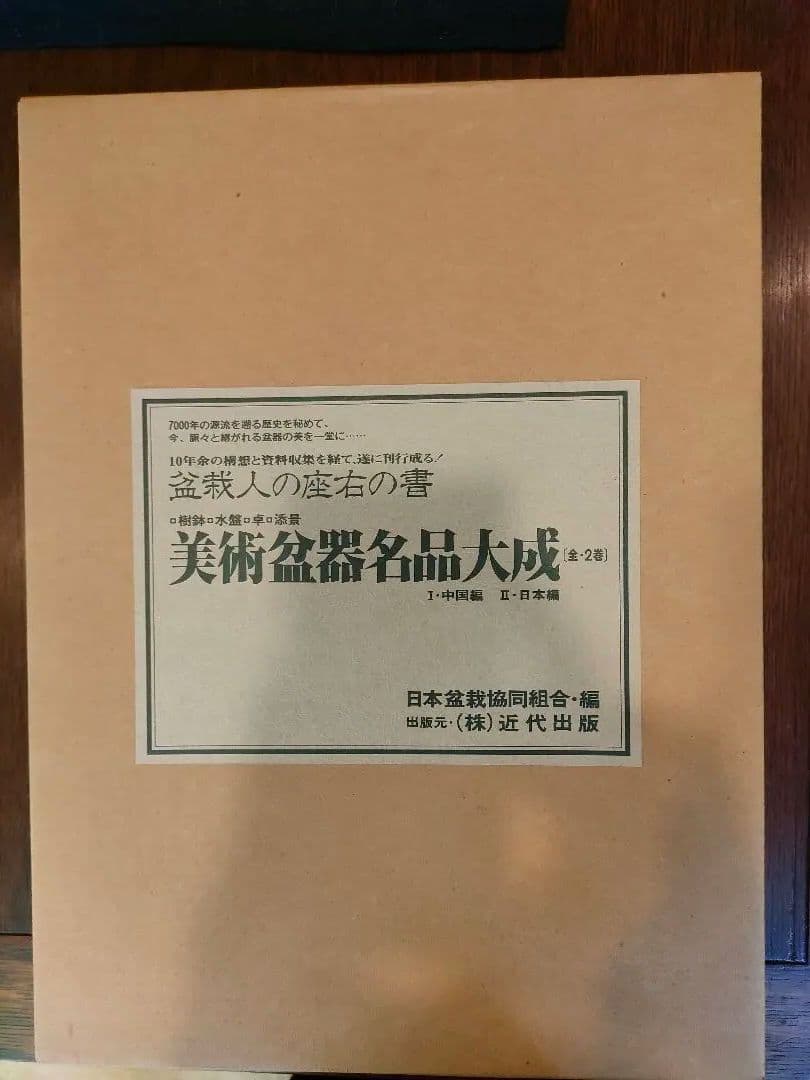 7000年の源流を遡る歴史を秘めて、
今、脈々と継がれる盆器の美を一堂に……
10年余の構想と資料収集を経て、遂に刊行成る!
盆栽人の座右の書
□樹鉢□水盤□卓□添景
美術盆器名品大成〔全・2巻〕
Ⅰ・中国編 Ⅱ・日本編
日本盆栽協同組合・編
出版元・(株)近代出版